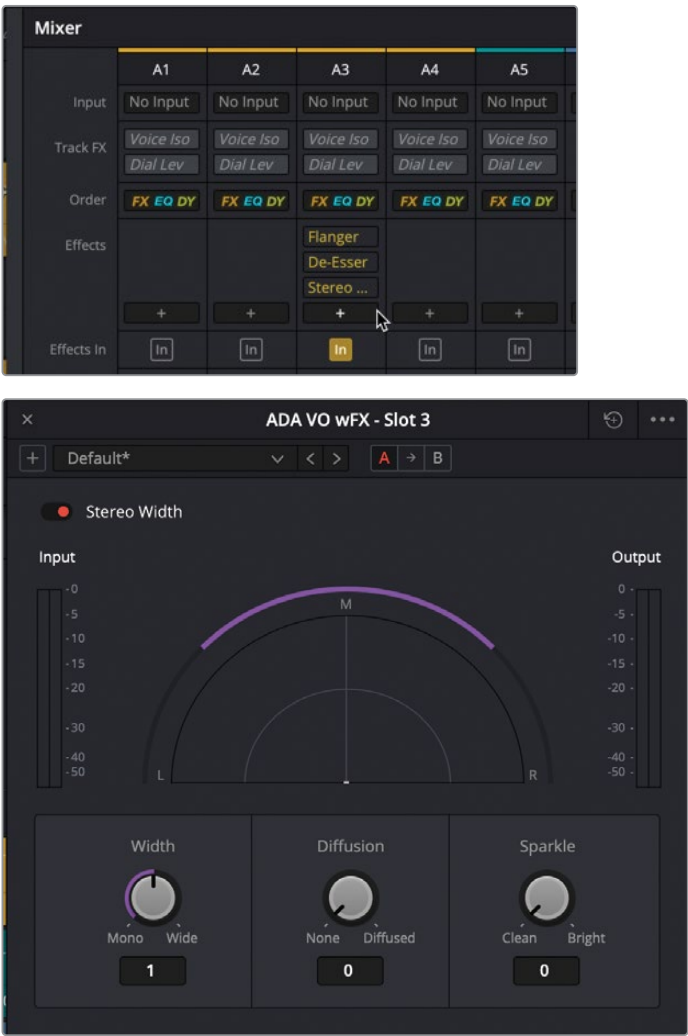 Mixer
A1 A2 A3 A4 A5
Input No Input No Input No Input No Input No Input
Track FX Voice Iso Voice Iso Voice Iso Voice Iso Voice Iso
Dial Lev Dial Lev Dial Lev Dial Lev Dial Lev
Order FX EQ DY FX EQ DY FX EQ DY FX EQ DY FX EQ DY
Effects Flanger
De-Esser
Stereo ...
+ + + + +
Effects In In In In In In
× ADA VO wFX - Slot 3 •••
+ Default* < > A → B
Stereo Width
Input Output
-0 M 0 -
-5 -5 -
-10 -10 -
-15 -15 -
-20 -20 -
-30 -30 -
-40 -40 -
-50 L R -50 -
Width Diffusion Sparkle
Mono Wide None Diffused Clean Bright
1 0 0